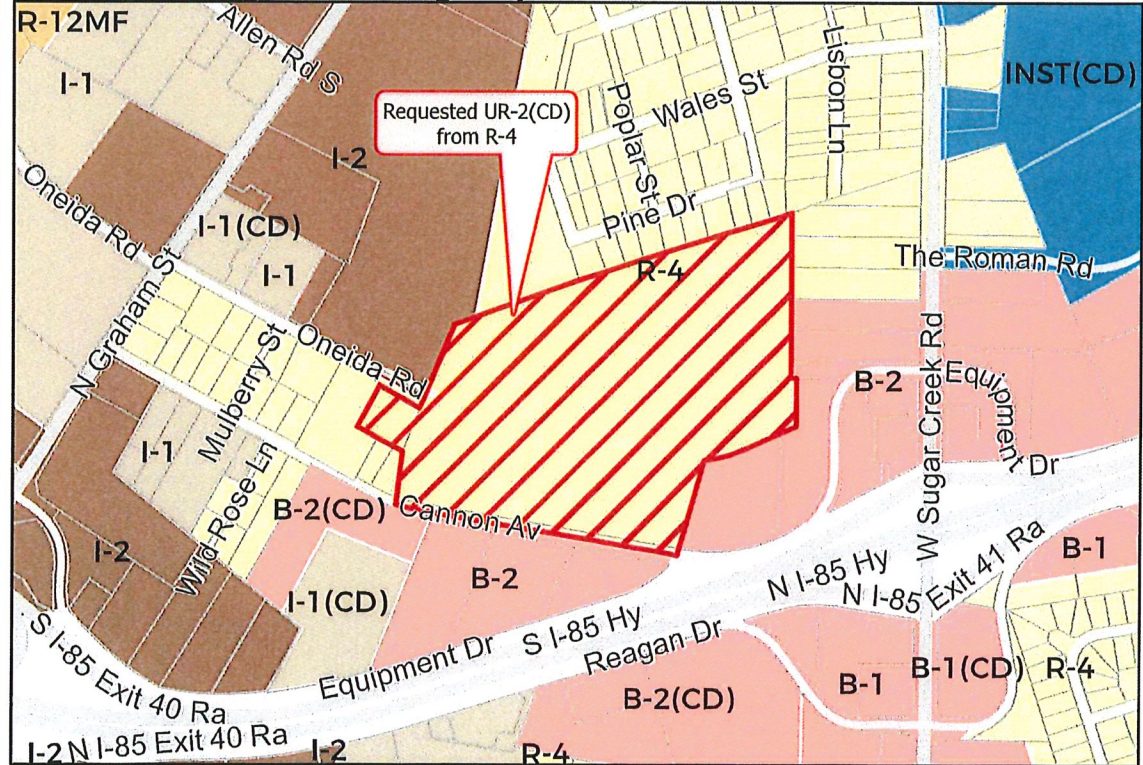 R-12MF
Allen Rd S
I-1
Lisbon Ln
INST(CD)
Requested UR-2(CD)
from R-4
Wales St
Poplar St
I-2
Oneida Rd
I-1(CD)
Pine Dr
I-1
R-4
The Roman Rd
N Graham St
Oneida Rd
Mulberry St
B-2
Equipment Dr
W Sugar Creek Rd
I-1
Wild Rose Ln
B-2(CD)
Cannon Av
I-2
B-2
N I-85 Hy
N I-85 Exit 41 Ra
B-1
I-1(CD)
S I-85 Hy
Equipment Dr
Reagan Dr
S I-85 Exit 40 Ra
B-2(CD)
B-1
B-1(CD)
R-4
I-2
N I-85 Exit 40 Ra
I-2
R-4